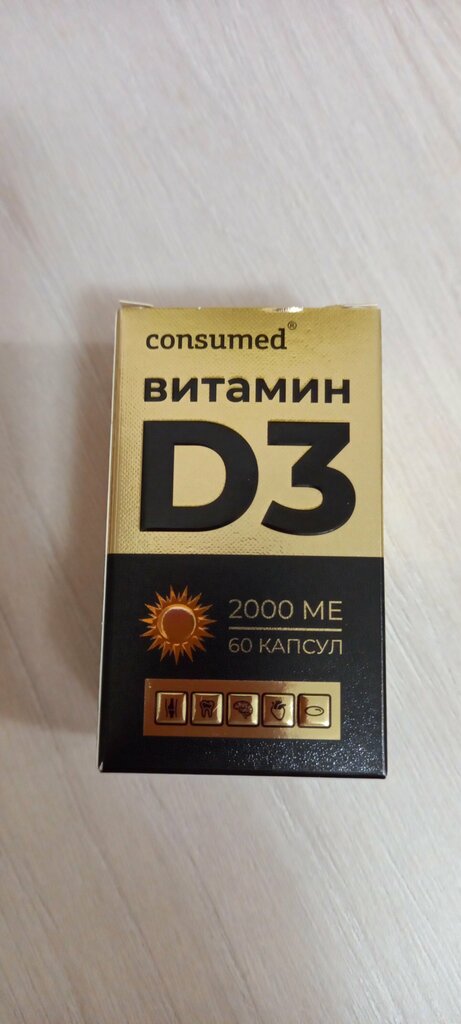 consumed®
витамин
D3
2000 МЕ
60 КАПСУЛ